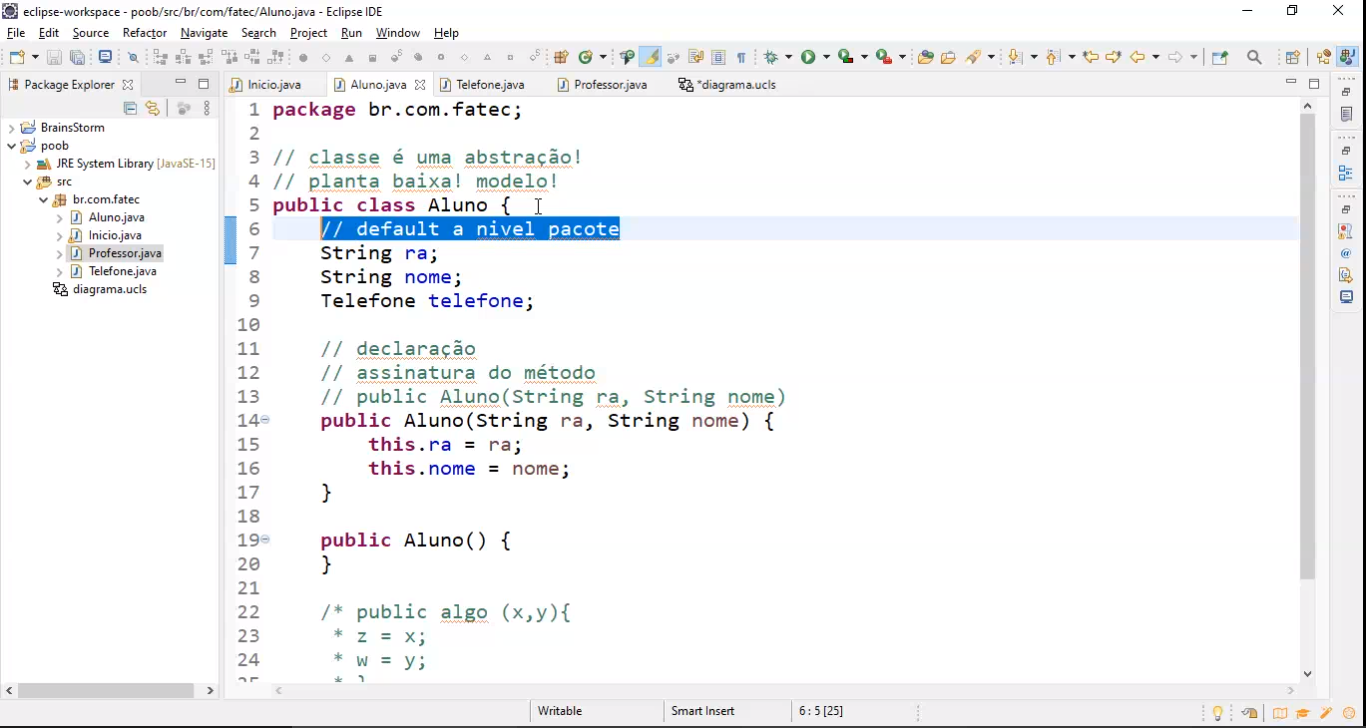 eclipse-workspace - poob/src/br/com/fatec/Aluno.java - Eclipse IDE
File Edit Source Refactor Navigate Search Project Run Window Help
Package Explorer
Inicio.java Aluno.java Telefone.java Professor.java *diagrama.ucls
BrainsStorm
poob
JRE System Library [JavaSE-15]
src
br.com.fatec
Aluno.java
Inicio.java
Professor.java
Telefone.java
diagrama.ucls
1 package br.com.fatec;
2
3 // classe é uma abstração!
4 // planta baixa! modelo!
5 public class Aluno {
6 // default a nivel pacote
7 String ra;
8 String nome;
9 Telefone telefone;
10
11 // declaração
12 // assinatura do método
13 // public Aluno(String ra, String nome)
14 public Aluno(String ra, String nome) {
15 this.ra = ra;
16 this.nome = nome;
17 }
18
19 public Aluno() {
20 }
21
22 /* public algo (x,y){
23 * z = x;
24 * w = y;
Writable Smart Insert 6 : 5 [25]